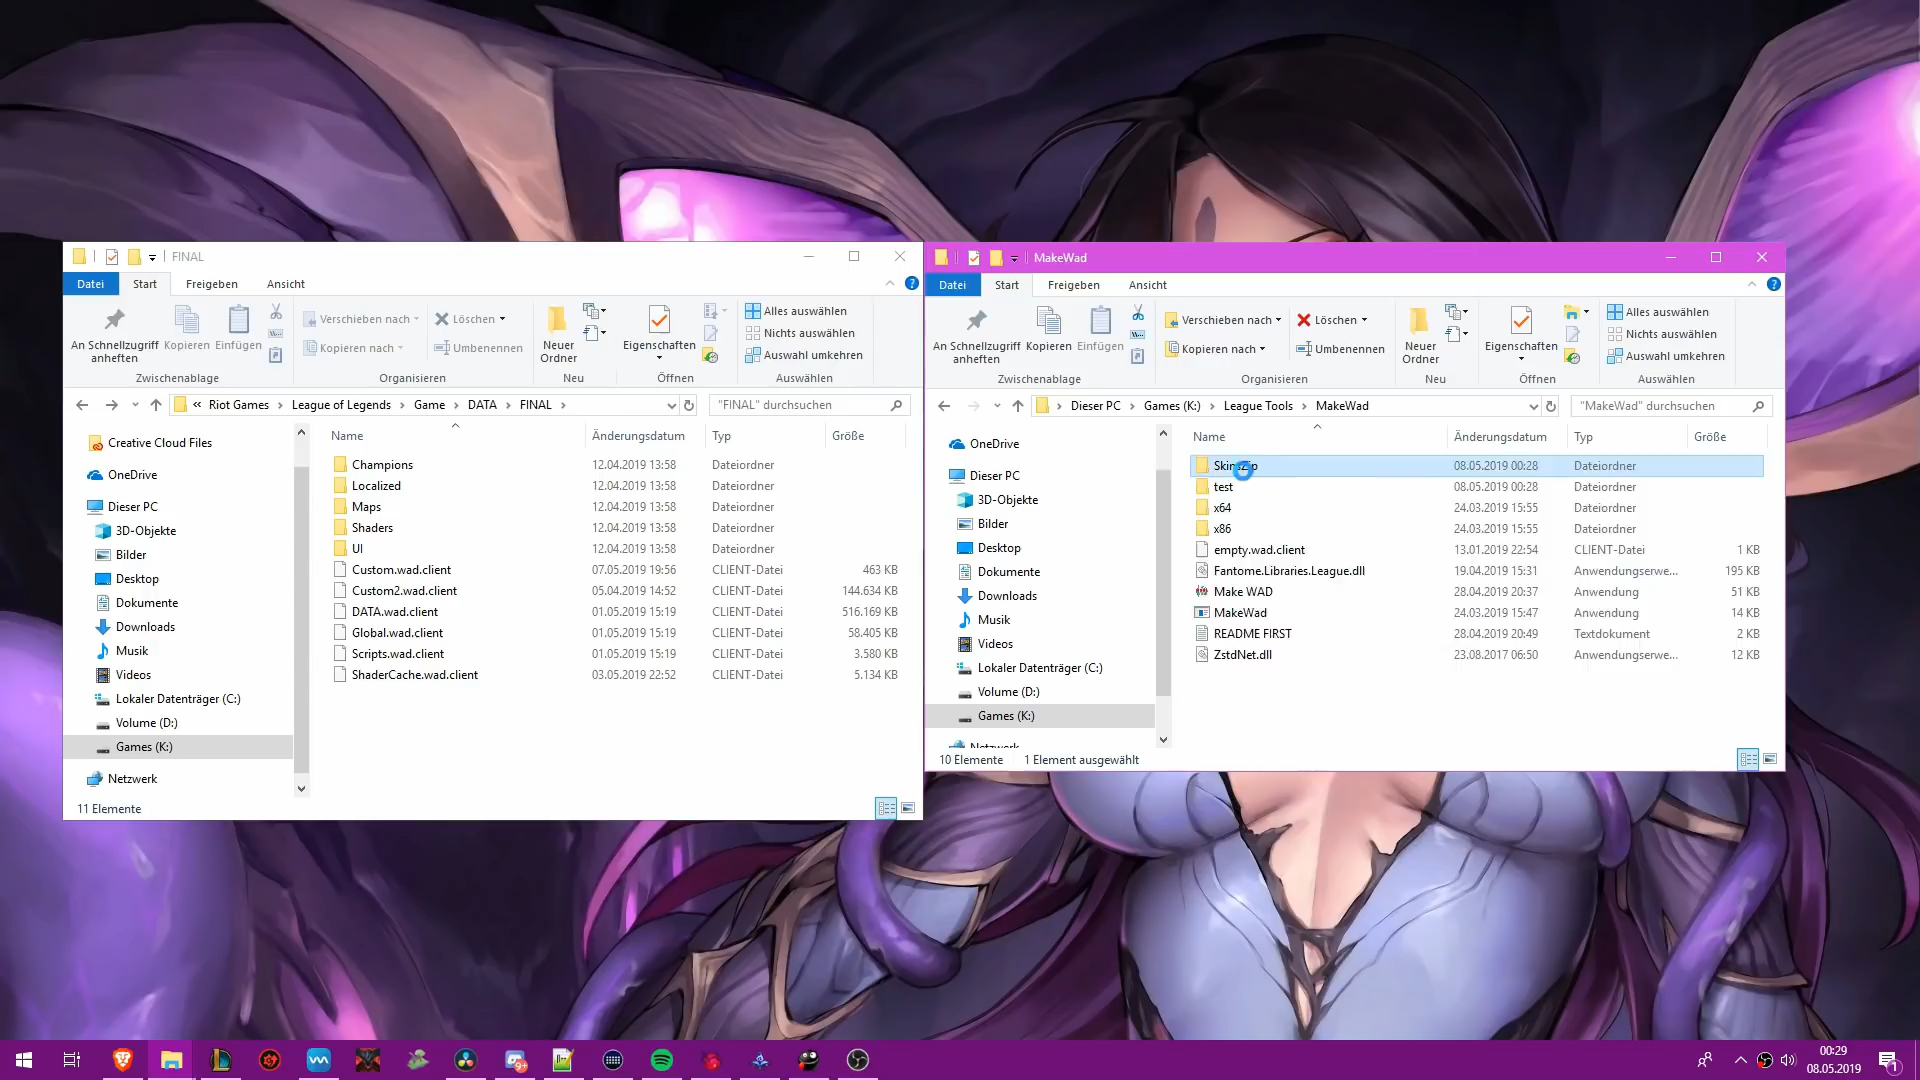 FINAL
Datei Start Freigeben Ansicht
An Schnellzugriff anheften
Kopieren
Einfügen
Verschieben nach
Kopieren nach
Löschen
Umbenennen
Neuer Ordner
Eigenschaften
Alles auswählen
Nichts auswählen
Auswahl umkehren
Zwischenablage Organisieren Neu Öffnen Auswählen
« Riot Games > League of Legends > Game > DATA > FINAL >
"FINAL" durchsuchen
Creative Cloud Files
OneDrive
Dieser PC
3D-Objekte
Bilder
Desktop
Dokumente
Downloads
Musik
Videos
Lokaler Datenträger (C:)
Volume (D:)
Games (K:)
Netzwerk
Name Änderungsdatum Typ Größe
Champions 12.04.2019 13:58 Dateiordner
Localized 12.04.2019 13:58 Dateiordner
Maps 12.04.2019 13:58 Dateiordner
Shaders 12.04.2019 13:58 Dateiordner
UI 12.04.2019 13:58 Dateiordner
Custom.wad.client 07.05.2019 19:56 CLIENT-Datei 463 KB
Custom2.wad.client 05.04.2019 14:52 CLIENT-Datei 144.634 KB
DATA.wad.client 01.05.2019 15:19 CLIENT-Datei 516.169 KB
Global.wad.client 01.05.2019 15:19 CLIENT-Datei 58.405 KB
Scripts.wad.client 01.05.2019 15:19 CLIENT-Datei 3.580 KB
ShaderCache.wad.client 03.05.2019 22:52 CLIENT-Datei 5.134 KB
11 Elemente
MakeWad
Datei Start Freigeben Ansicht
An Schnellzugriff anheften
Kopieren
Einfügen
Verschieben nach
Kopieren nach
Löschen
Umbenennen
Neuer Ordner
Eigenschaften
Alles auswählen
Nichts auswählen
Auswahl umkehren
Zwischenablage Organisieren Neu Öffnen Auswählen
> Dieser PC > Games (K:) > League Tools > MakeWad
"MakeWad" durchsuchen
OneDrive
Dieser PC
3D-Objekte
Bilder
Desktop
Dokumente
Downloads
Musik
Videos
Lokaler Datenträger (C:)
Volume (D:)
Games (K:)
Netzwerk
Name Änderungsdatum Typ Größe
08.05.2019 00:28 Dateiordner
test 08.05.2019 00:28 Dateiordner
x64 24.03.2019 15:55 Dateiordner
x86 24.03.2019 15:55 Dateiordner
empty.wad.client 13.01.2019 22:54 CLIENT-Datei 1 KB
Fantome.Libraries.League.dll 19.04.2019 15:31 Anwendungserwe... 195 KB
Make WAD 28.04.2019 20:37 Anwendung 51 KB
MakeWad 24.03.2019 15:47 Anwendung 14 KB
README FIRST 28.04.2019 20:49 Textdokument 2 KB
ZstdNet.dll 23.08.2017 06:50 Anwendungserwe... 12 KB
10 Elemente 1 Element ausgewählt
9+
00:29
08.05.2019
1